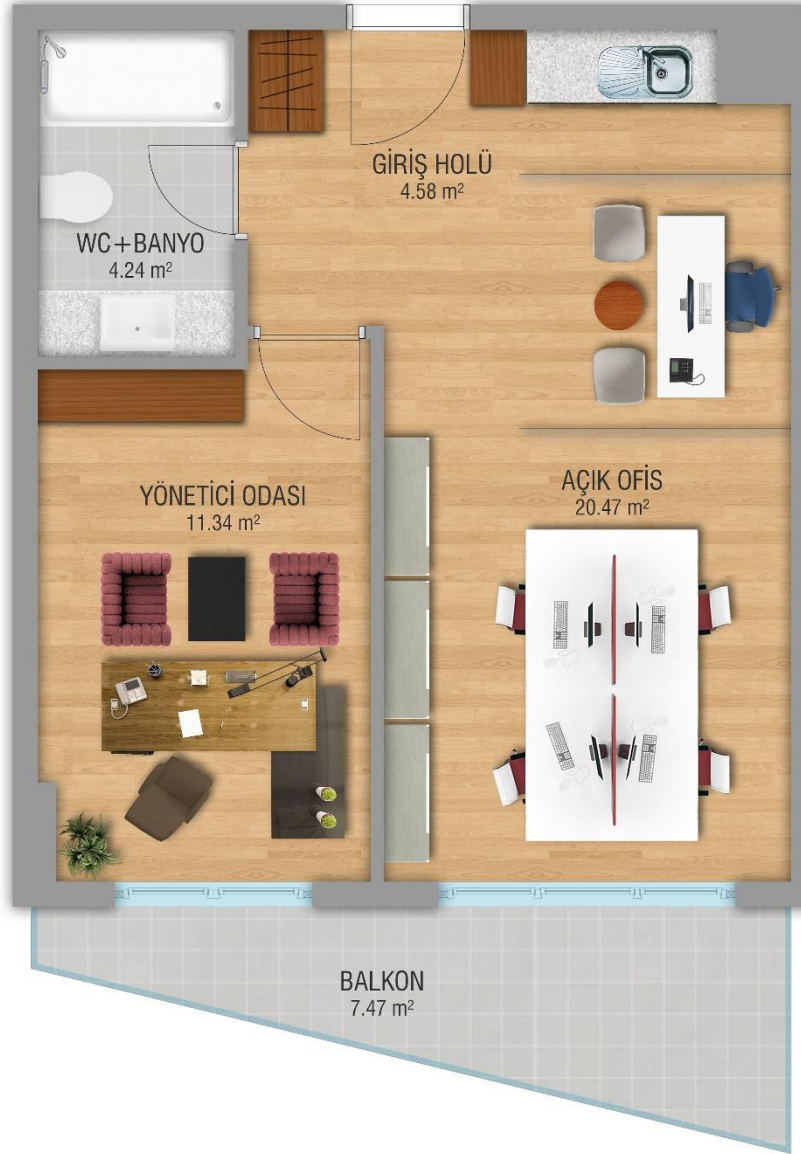 GİRİŞ HOLÜ
4.58 m²
WC+BANYO
4.24 m²
YÖNETİCİ ODASI
11.34 m²
AÇIK OFİS
20.47 m²
BALKON
7.47 m²